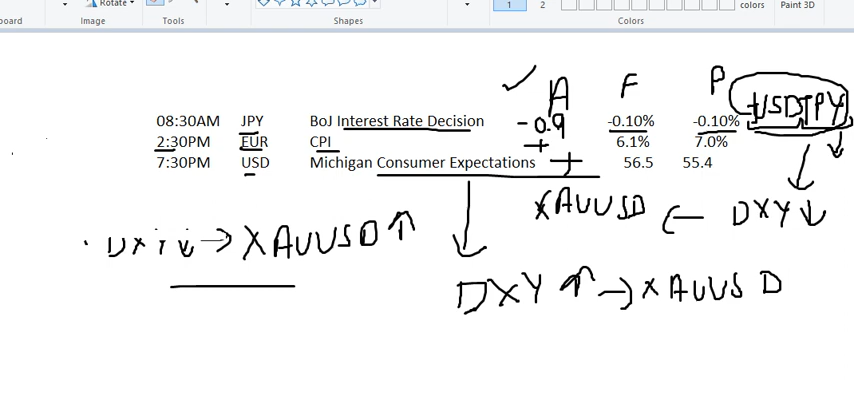 board Image Rotate Tools Shapes 1 2 Colors colors Paint 3D
A F P
08:30AM JPY BoJ Interest Rate Decision -0.9 -0.10% -0.10% USDJPY
2:30PM EUR CPI + 6.1% 7.0%
7:30PM USD Michigan Consumer Expectations + 56.5 55.4
XAUUSD ← DXY ↓
→ XAUUSD ↑
DXY ↑ → XAUUSD